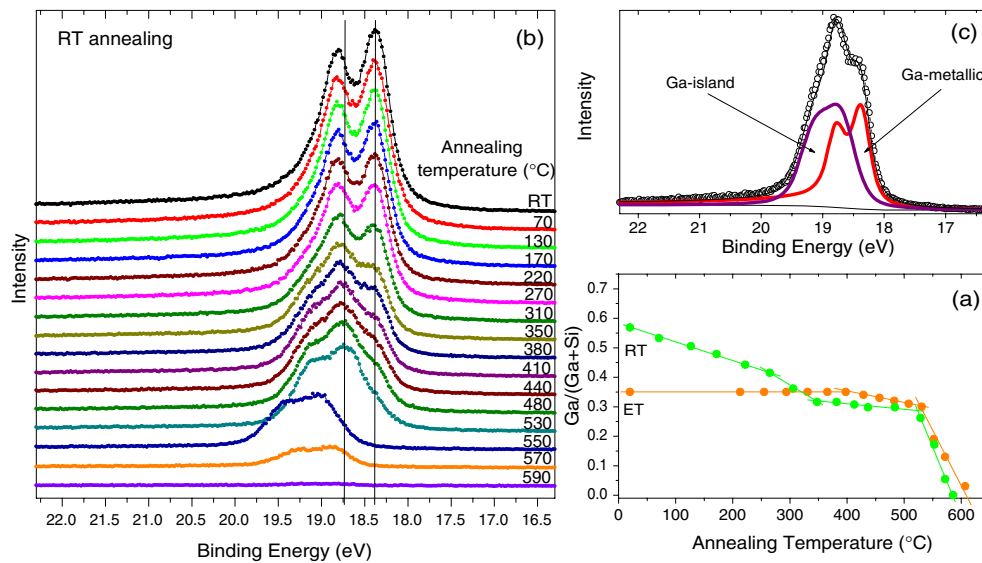 RT annealing
(b)
Annealing
temperature (°C)
RT
70
130
170
220
270
310
350
380
410
440
480
530
550
570
590
Intensity
22.0 21.5 21.0 20.5 20.0 19.5 19.0 18.5 18.0 17.5 17.0 16.5
Binding Energy (eV)
(c)
Ga-island
Ga-metallic
Intensity
22 21 20 19 18 17
Binding Energy (eV)
(a)
RT
ET
Ga/(Ga+Si)
0.6
0.5
0.4
0.3
0.2
0.1
0.0
0 100 200 300 400 500 600
Annealing Temperature (°C)